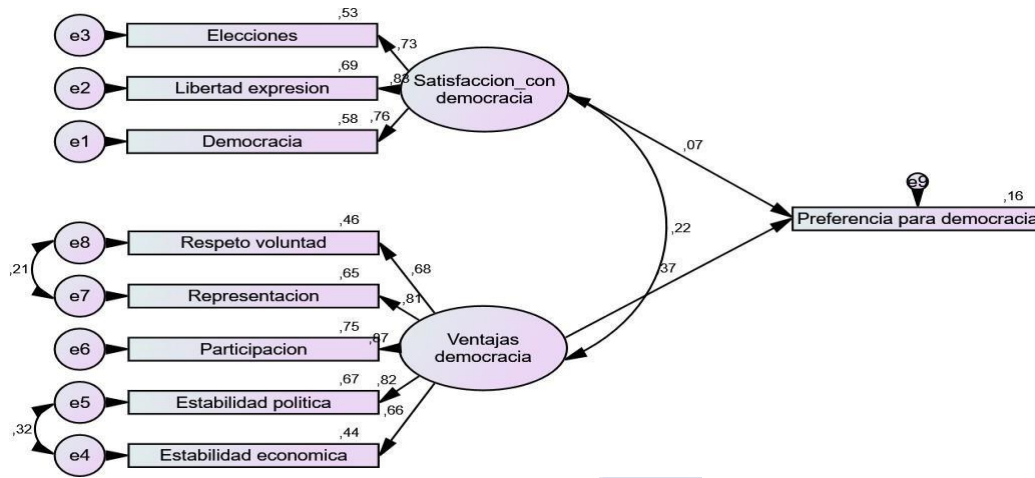 ,53
e3
Elecciones
,73
,69
e2
Libertad expresion
,83
Satisfaccion_con
democracia
,58
e1
Democracia
,76
,07
e9
,16
Preferencia para democracia
,22
,37
,46
e8
Respeto voluntad
,68
,21
,65
e7
Representacion
,81
,75
e6
Participacion
,87
Ventajas
democracia
,67
e5
Estabilidad politica
,82
,32
,66
,44
e4
Estabilidad economica